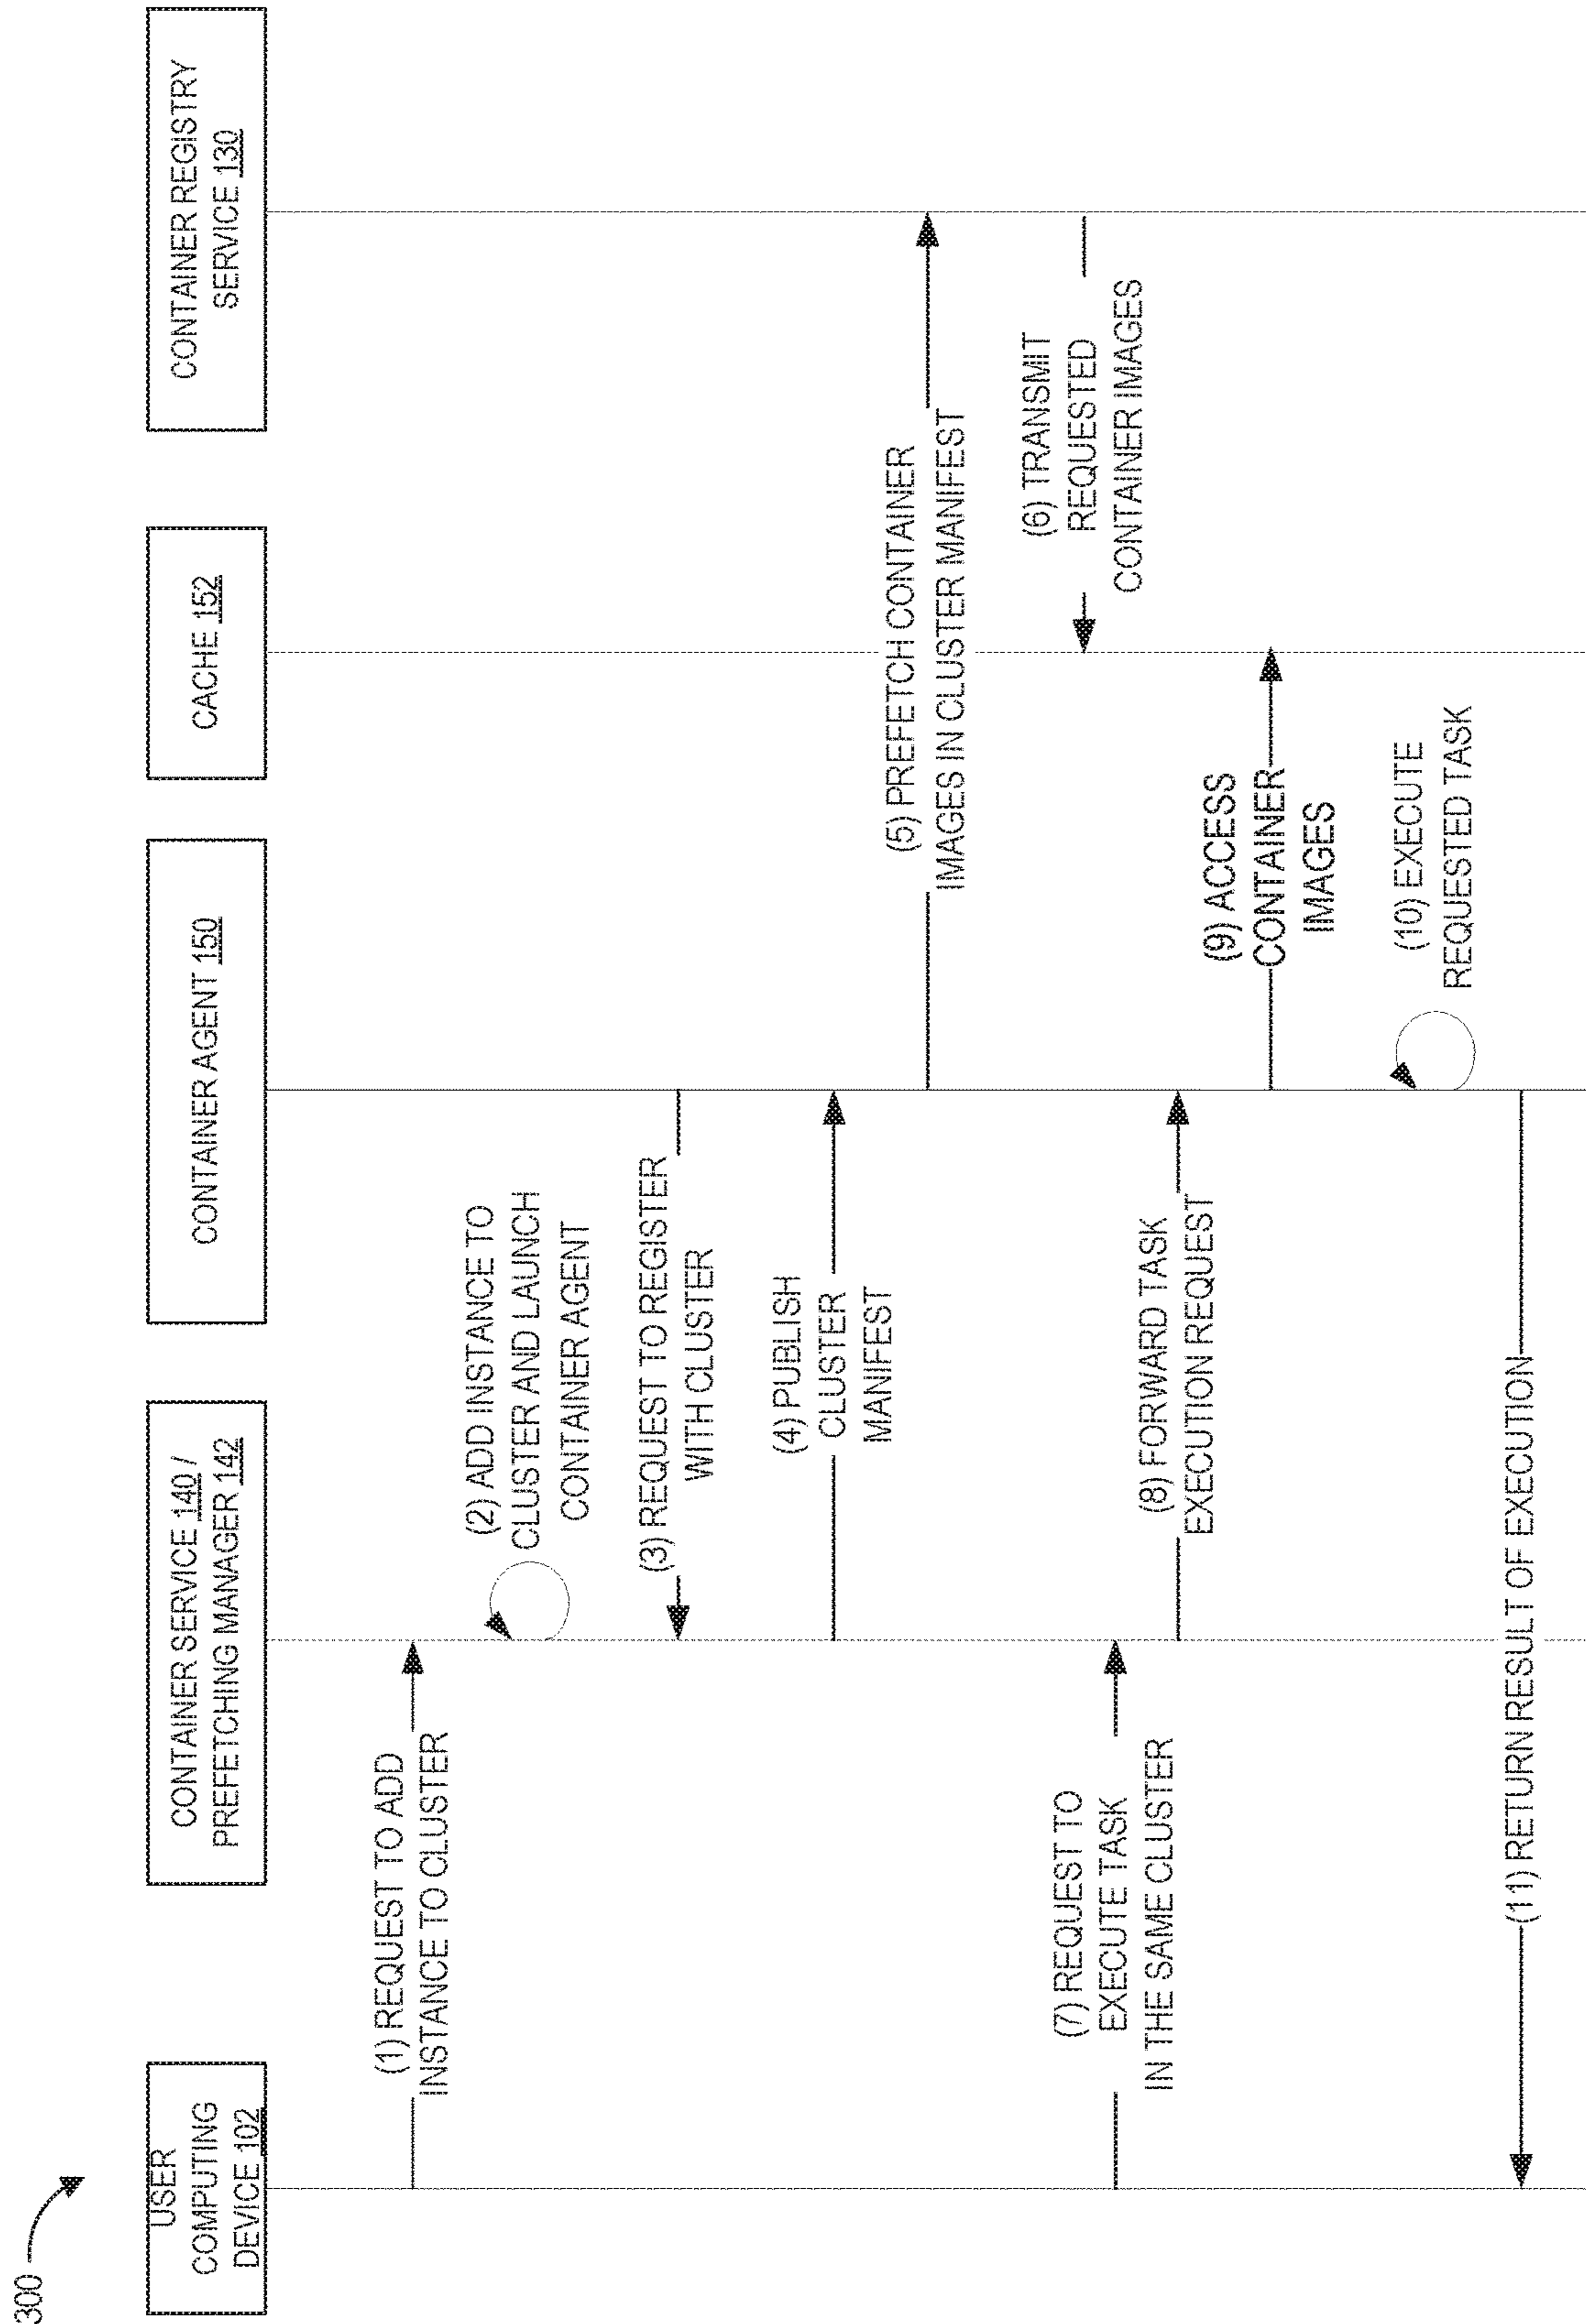 300
USER
COMPUTING
DEVICE 102
CONTAINER SERVICE 140 /
PREFETCHING MANAGER 142
CONTAINER AGENT 150
CACHE 152
CONTAINER REGISTRY
SERVICE 130
(1) REQUEST TO ADD
INSTANCE TO CLUSTER
(2) ADD INSTANCE TO
CLUSTER AND LAUNCH
CONTAINER AGENT
(3) REQUEST TO REGISTER
WITH CLUSTER
(4) PUBLISH
CLUSTER
MANIFEST
(5) PREFETCH CONTAINER
IMAGES IN CLUSTER MANIFEST
(6) TRANSMIT
REQUESTED
CONTAINER IMAGES
(7) REQUEST TO
EXECUTE TASK
IN THE SAME CLUSTER
(8) FORWARD TASK
EXECUTION REQUEST
(9) ACCESS
CONTAINER
IMAGES
(10) EXECUTE
REQUESTED TASK
(11) RETURN RESULT OF EXECUTION